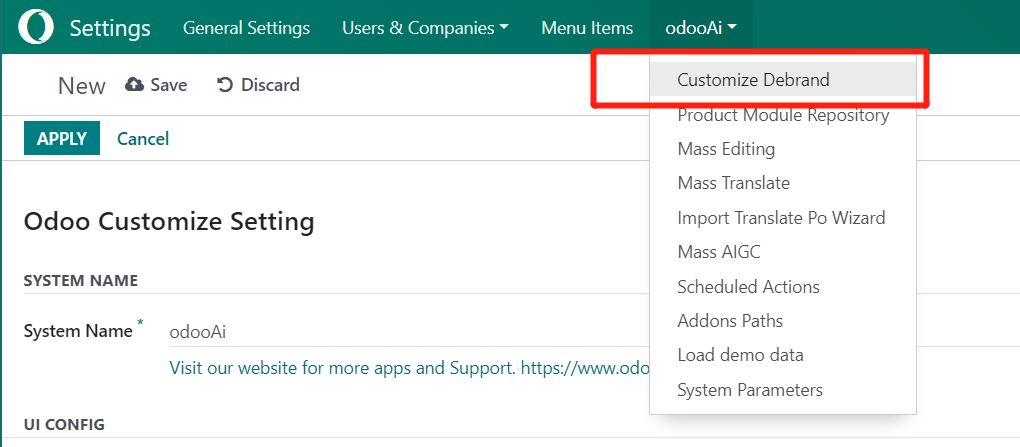 Settings General Settings Users & Companies Menu Items odooAi
New Save Discard
Customize Debrand
Product Module Repository
APPLY Cancel
Mass Editing
Mass Translate
Import Translate Po Wizard
Mass AIGC
Scheduled Actions
Addons Paths
Load demo data
System Parameters
Odoo Customize Setting
SYSTEM NAME
System Name * odooAi
Visit our website for more apps and Support. https://www.odo
UI CONFIG